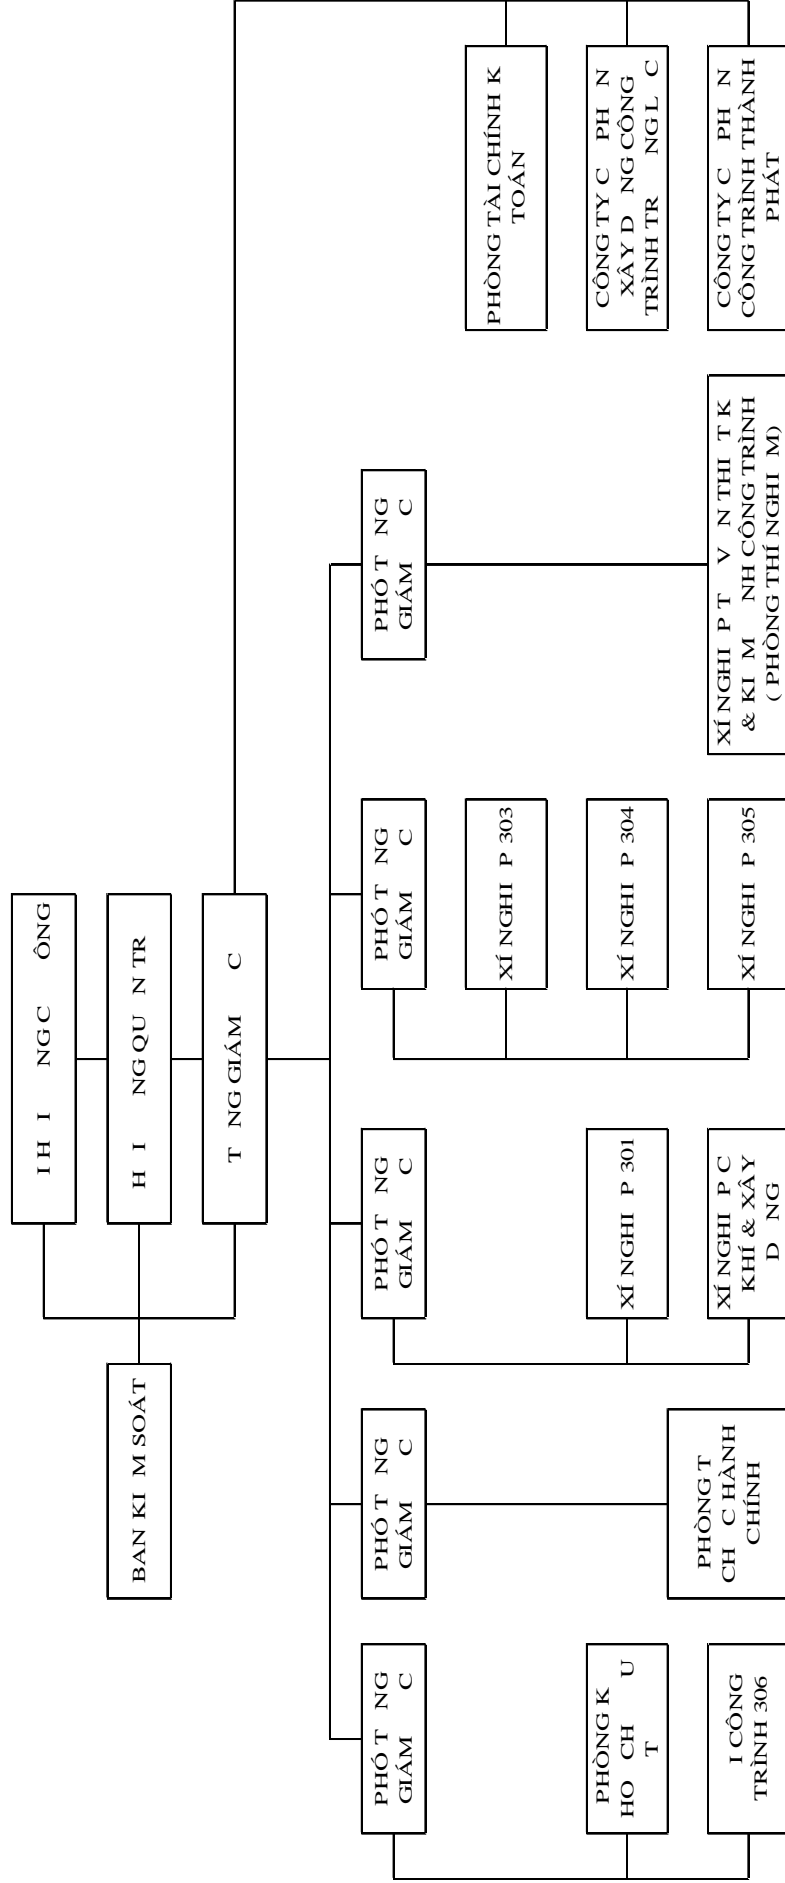 I H I NG C ÔNG
BAN KI M SOÁT
H I NG QU N TR
T NG GIÁM C
PHÓ T NG
GIÁM C
PHÓ T NG
GIÁM C
PHÓ T NG
GIÁM C
PHÓ T NG
GIÁM C
PHÓ T NG
GIÁM C
XÍ NGHI P 303
PHÒNG TÀI CHÍNH K
TOÁN
PHÒNG K
HO CH U
T
XÍ NGHI P 301
XÍ NGHI P 304
CÔNG TY C PH N
XÂY D NG CÔNG
TRÌNH TR NG L C
I CÔNG
TRÌNH 306
PHÒNG T
CH C HÀNH
CHÍNH
XÍ NGHI P C
KHÍ & XÂY
D NG
XÍ NGHI P 305
XÍ NGHI P T V N THI T K
& KI M NH CÔNG TRÌNH
( PHÒNG THÍ NGHI M)
CÔNG TY C PH N
CÔNG TRÌNH THÀNH
PHÁT